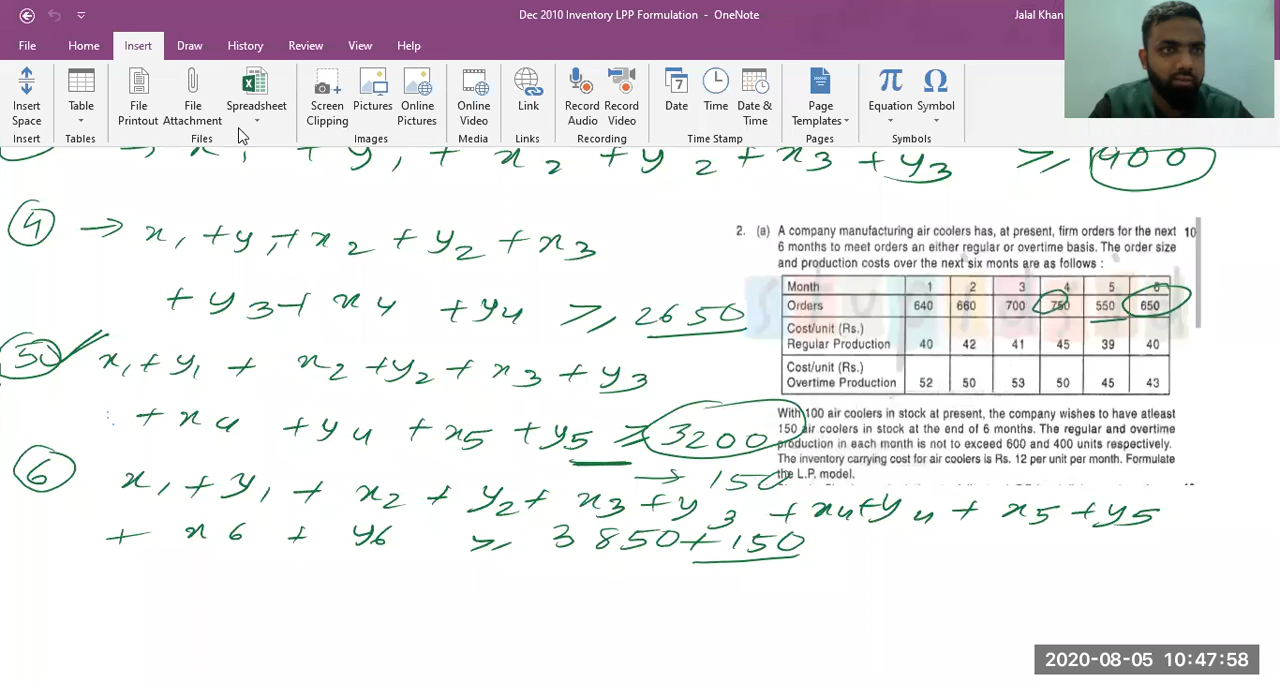 Dec 2010 Inventory LPP Formulation - OneNote
Jalal Khan
File Home Insert Draw History Review View Help
Insert Space
Table
File Printout
File Attachment
Spreadsheet
Screen Clipping
Pictures
Online Pictures
Online Video
Link
Record Audio
Record Video
Date
Time
Date & Time
Page Templates
Equation
Symbol
Insert Tables Files Images Media Links Recording Time Stamp Pages Symbols
x1 + y1 + x2 + y2 + x3 + y3 ≥ 1400
4 → x1 + y1 + x2 + y2 + x3
+ y3 + x4 + y4 ≥ 2650
5 x1 + y1 + x2 + y2 + x3 + y3
+ x4 + y4 + x5 + y5 ≥ 3200
→ 150
6 x1 + y1 + x2 + y2 + x3 + y3 + x4 + y4 + x5 + y5
+ x6 + y6 ≥ 3850 + 150
2. (a) A company manufacturing air coolers has, at present, firm orders for the next 10
6 months to meet orders an either regular or overtime basis. The order size
and production costs over the next six monts are as follows :
Month 1 2 3 4 5 6
Orders 640 660 700 750 550 650
Cost/unit (Rs.)
Regular Production 40 42 41 45 39 40
Cost/unit (Rs.)
Overtime Production 52 50 53 50 45 43
With 100 air coolers in stock at present, the company wishes to have atleast
150 air coolers in stock at the end of 6 months. The regular and overtime
production in each month is not to exceed 600 and 400 units respectively.
The inventory carrying cost for air coolers is Rs. 12 per unit per month. Formulate
the L.P. model.
2020-08-05 10:47:58